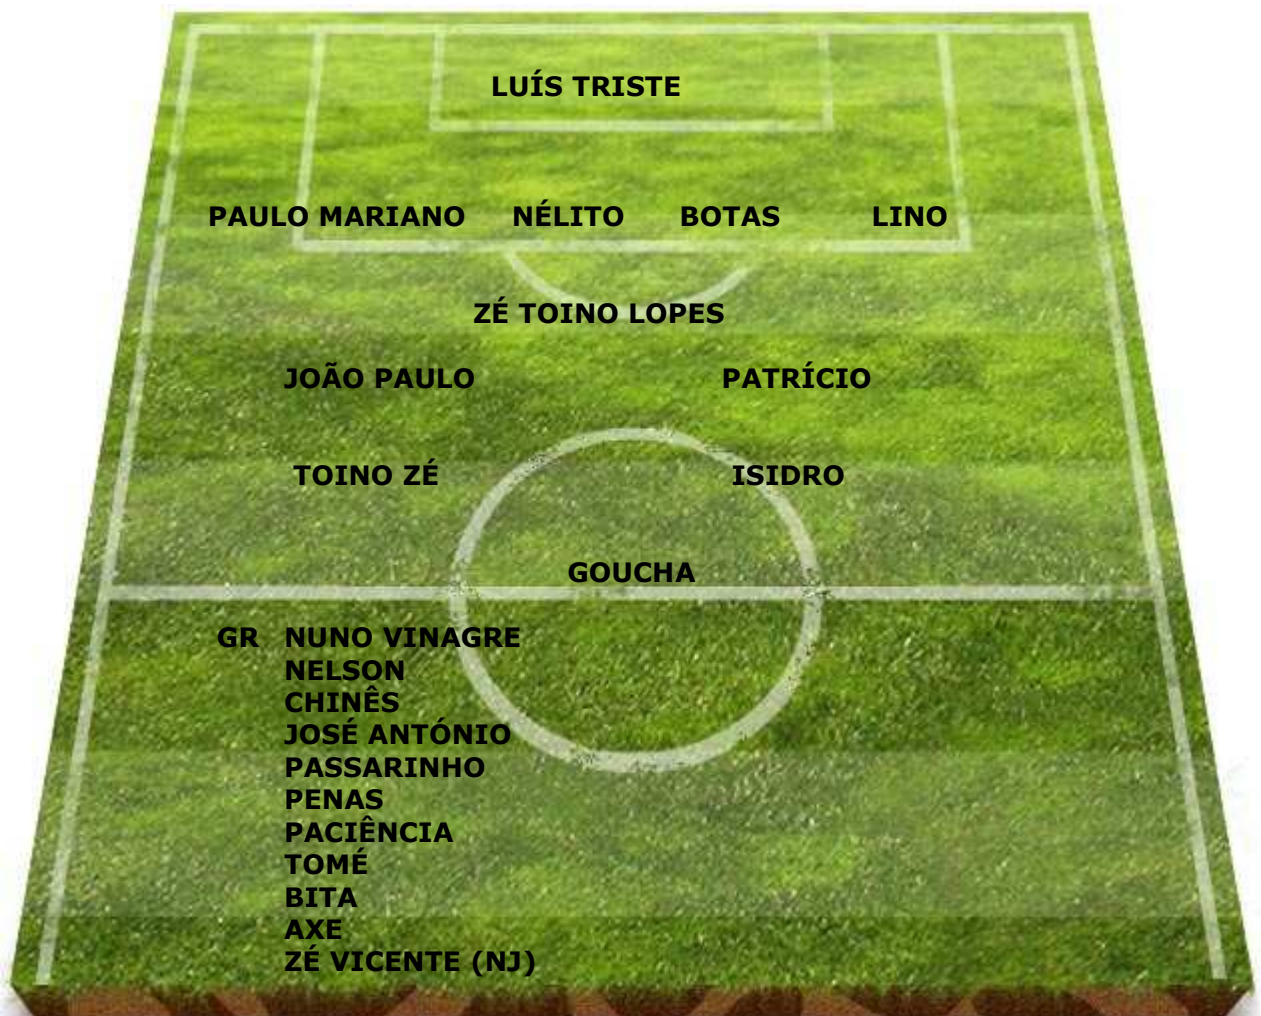 LUÍS TRISTE
PAULO MARIANO NÉLITO BOTAS LINO
ZÉ TOINO LOPES
JOÃO PAULO PATRÍCIO
TOINO ZÉ ISIDRO
GOUCHA
GR NUNO VINAGRE
NELSON
CHINÊS
JOSÉ ANTÓNIO
PASSARINHO
PENAS
PACIÊNCIA
TOMÉ
BITA
AXE
ZÉ VICENTE (NJ)